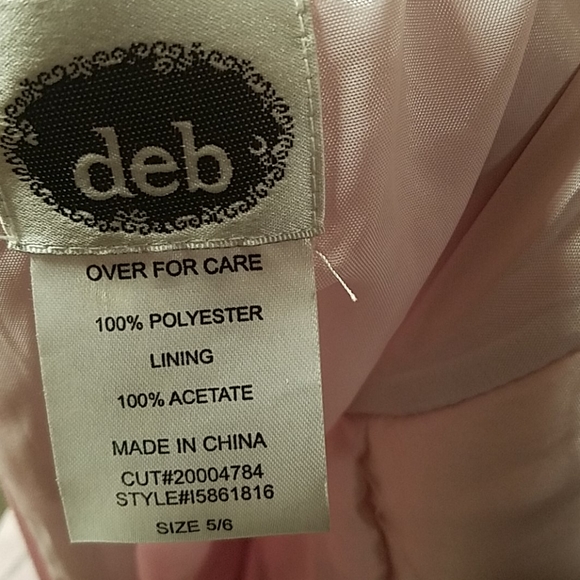 deb
OVER FOR CARE
100% POLYESTER
LINING
100% ACETATE
MADE IN CHINA
CUT#20004784
STYLE#I5861816
SIZE 5/6